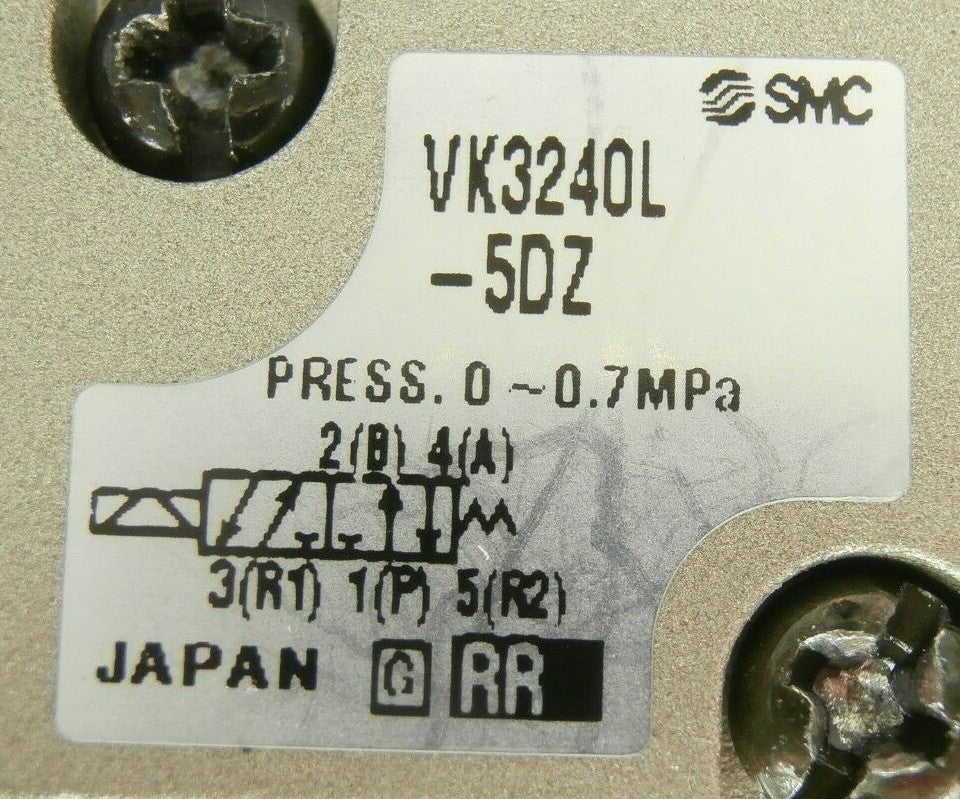 SMC
VK3240L
-5DZ
PRESS. 0 ~0.7MPa
2(B) 4(A)
3(R1) 1(P) 5(R2)
JAPAN G RR